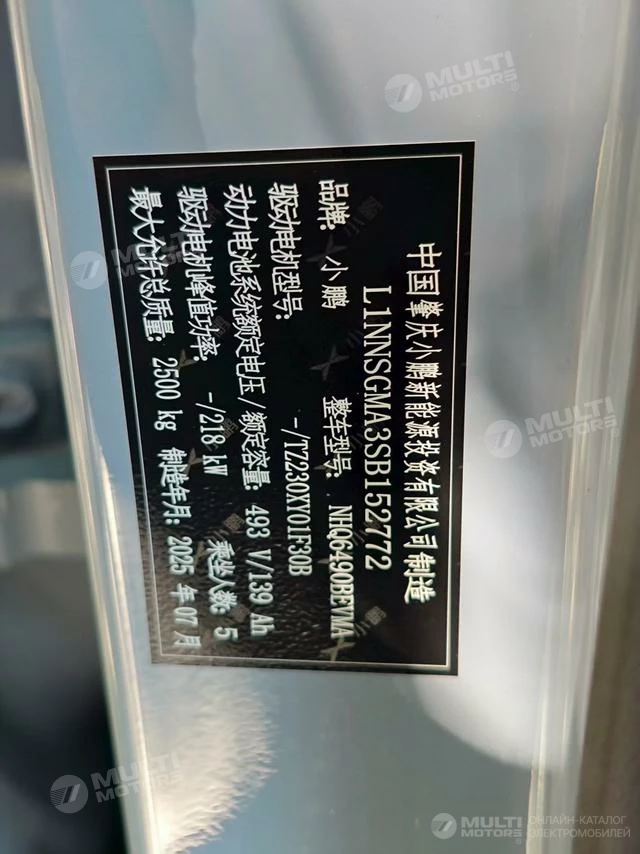 中国肇庆小鹏新能源投资有限公司制造
L1NNSGMA3SB152772
品牌: 小鹏 整车型号: NHQ6490BEVMA
驱动电机型号: -/TZ230XY01F30B
动力电池系统额定电压/额定容量: 493 V/139 Ah
驱动电机峰值功率: -/218 kW 乘坐人数: 5
最大允许总质量: 2500 kg 制造年月: 2025 年 07 月
MULTI MOTORS®
MULTI MOTORS
MULTI MOTORS®
MULTI MOTORS®
MULTI MOTORS®
ОНЛАЙН-КАТАЛОГ
ЭЛЕКТРОМОБИЛЕЙ